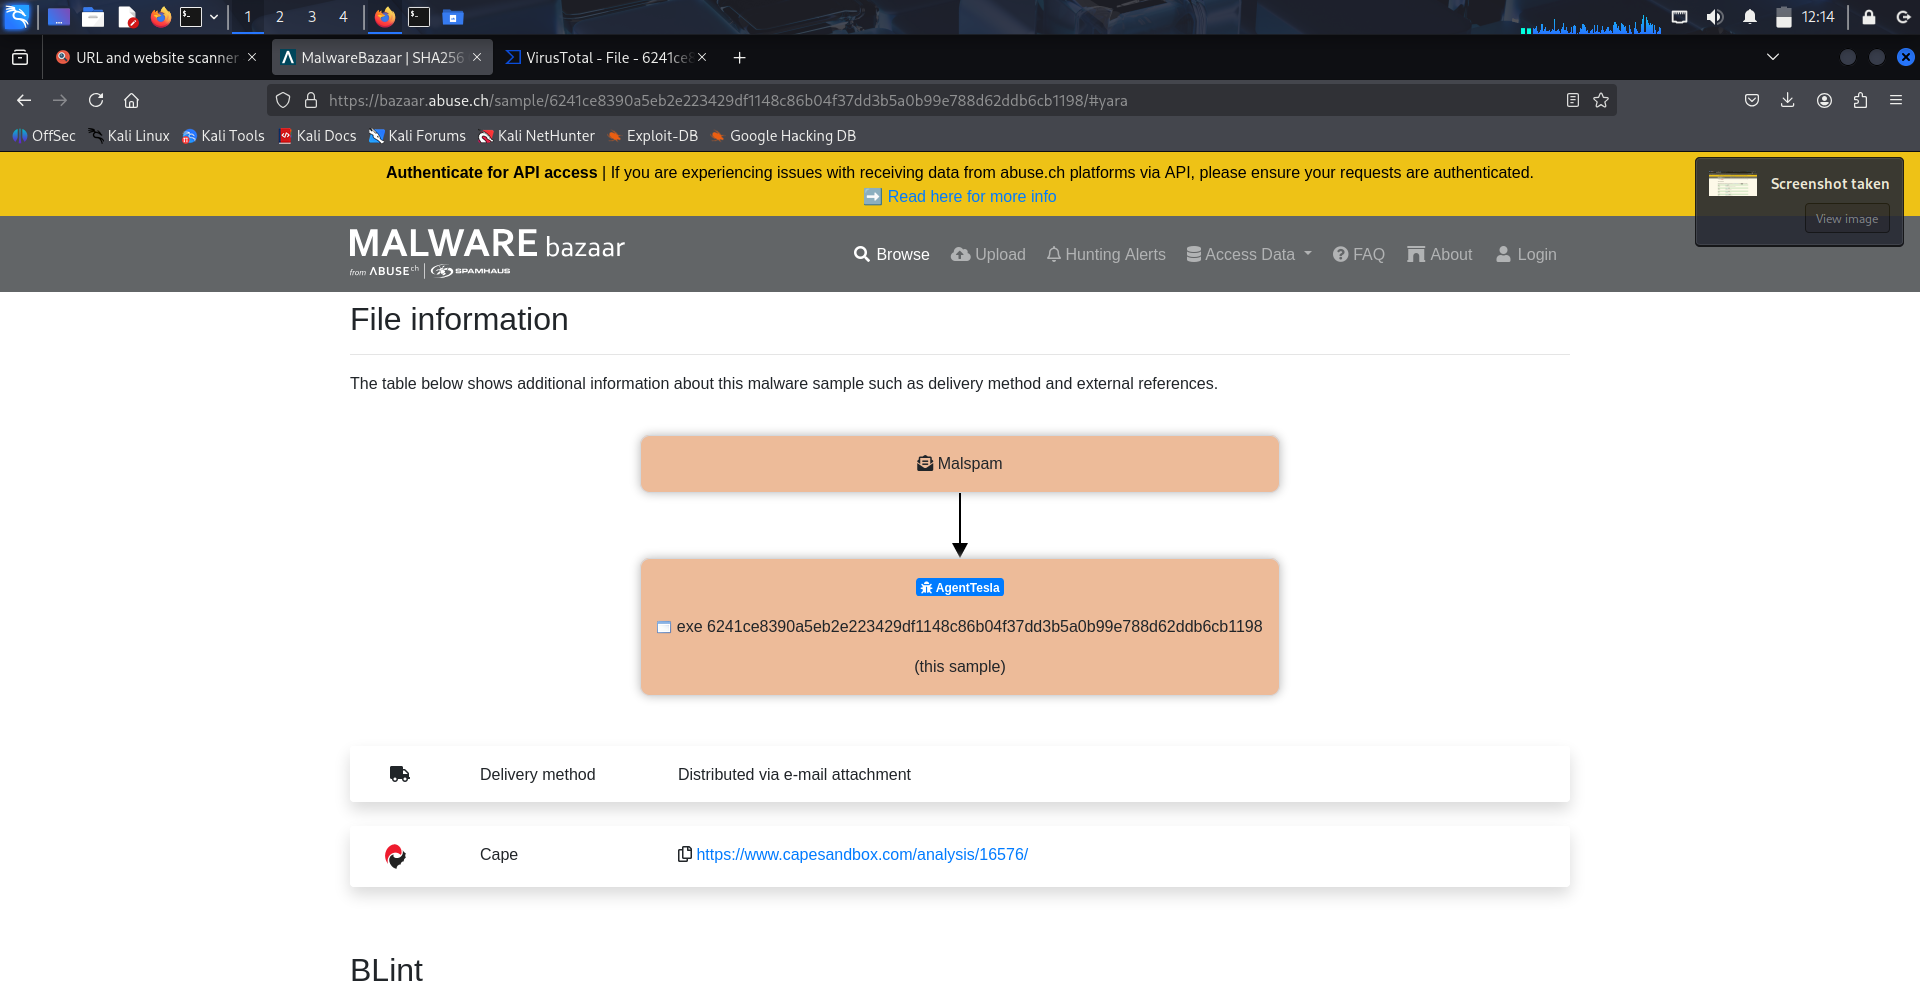 1 2 3 4
12:14
URL and website scanner
MalwareBazaar | SHA256
VirusTotal - File - 6241ce8
https://bazaar.abuse.ch/sample/6241ce8390a5eb2e223429df1148c86b04f37dd3b5a0b99e788d62ddb6cb1198/#yara
OffSec Kali Linux Kali Tools Kali Docs Kali Forums Kali NetHunter Exploit-DB Google Hacking DB
Authenticate for API access | If you are experiencing issues with receiving data from abuse.ch platforms via API, please ensure your requests are authenticated.
Read here for more info
Screenshot taken
View image
MALWARE bazaar
from ABUSE ch | SPAMHAUS
Browse Upload Hunting Alerts Access Data FAQ About Login
File information
The table below shows additional information about this malware sample such as delivery method and external references.
Malspam
AgentTesla
exe 6241ce8390a5eb2e223429df1148c86b04f37dd3b5a0b99e788d62ddb6cb1198
(this sample)
Delivery method Distributed via e-mail attachment
Cape https://www.capesandbox.com/analysis/16576/
BLint